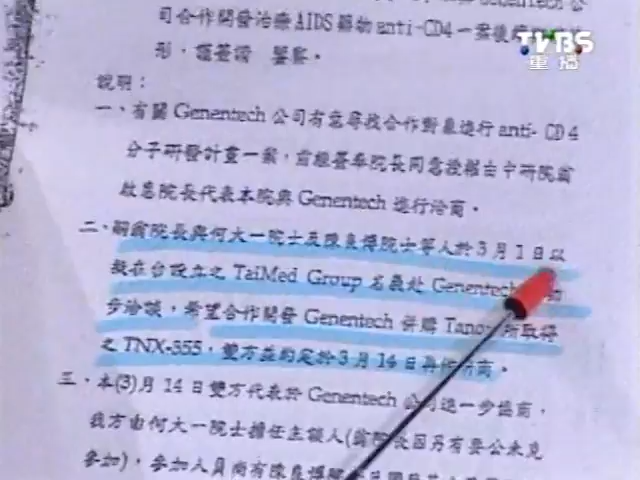 Genentech 公
司合作開發治療AIDS藥物anti-CD4一案後續
形,謹簽請 鑒察。
TVBS
重播
說明:
一、有關Genentech公司有意尋找合作對象進行anti-CD4
分子研發計畫一案,前經簽奉院長同意授權由中研院翁
啟惠院長代表本院與Genentech進行洽商。
二、嗣翁院長與何大一院士及陳良博院士等人於3月1日以
擬在台設立之TaiMed Group名義赴Genentech
步洽談,希望合作開發Genentech併購Tanox所取得
之TNX-355,雙方並約定於3月14日再作協商。
三、本(3)月14日雙方代表於Genentech公司進一步協商,
我方由何大一院士擔任主談人(翁院長因另有要公未克
參加),參加人員尚有陳良博院